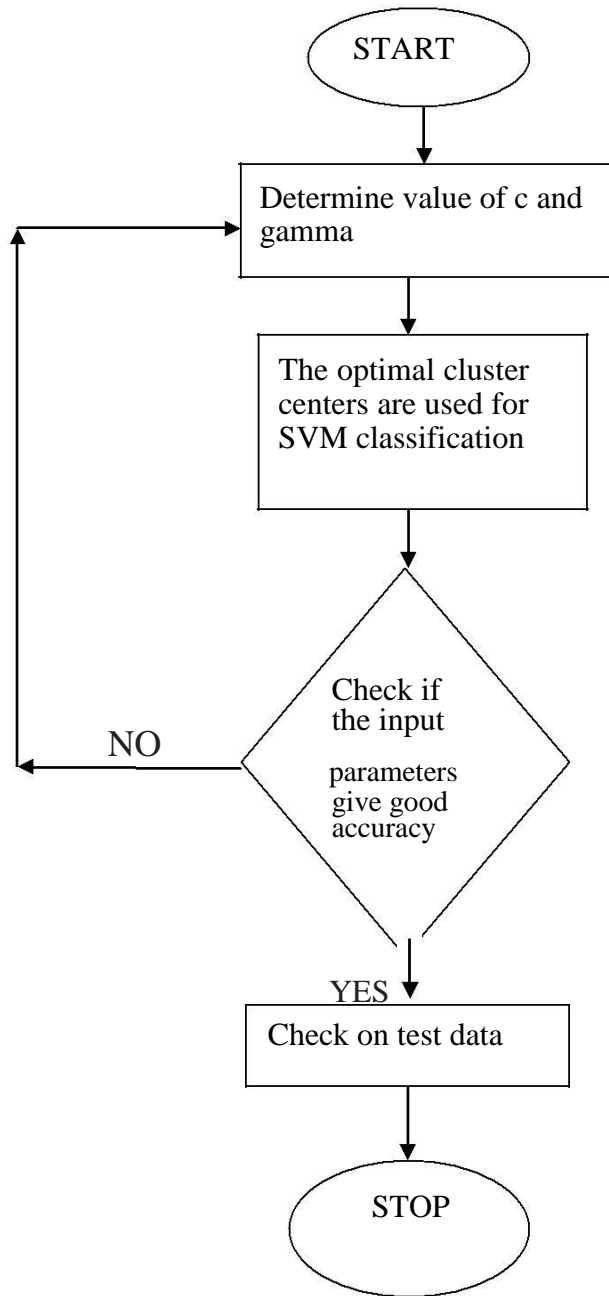 START
Determine value of c and
gamma
The optimal cluster
centers are used for
SVM classification
Check if
the input
parameters
give good
accuracy
NO
YES
Check on test data
STOP